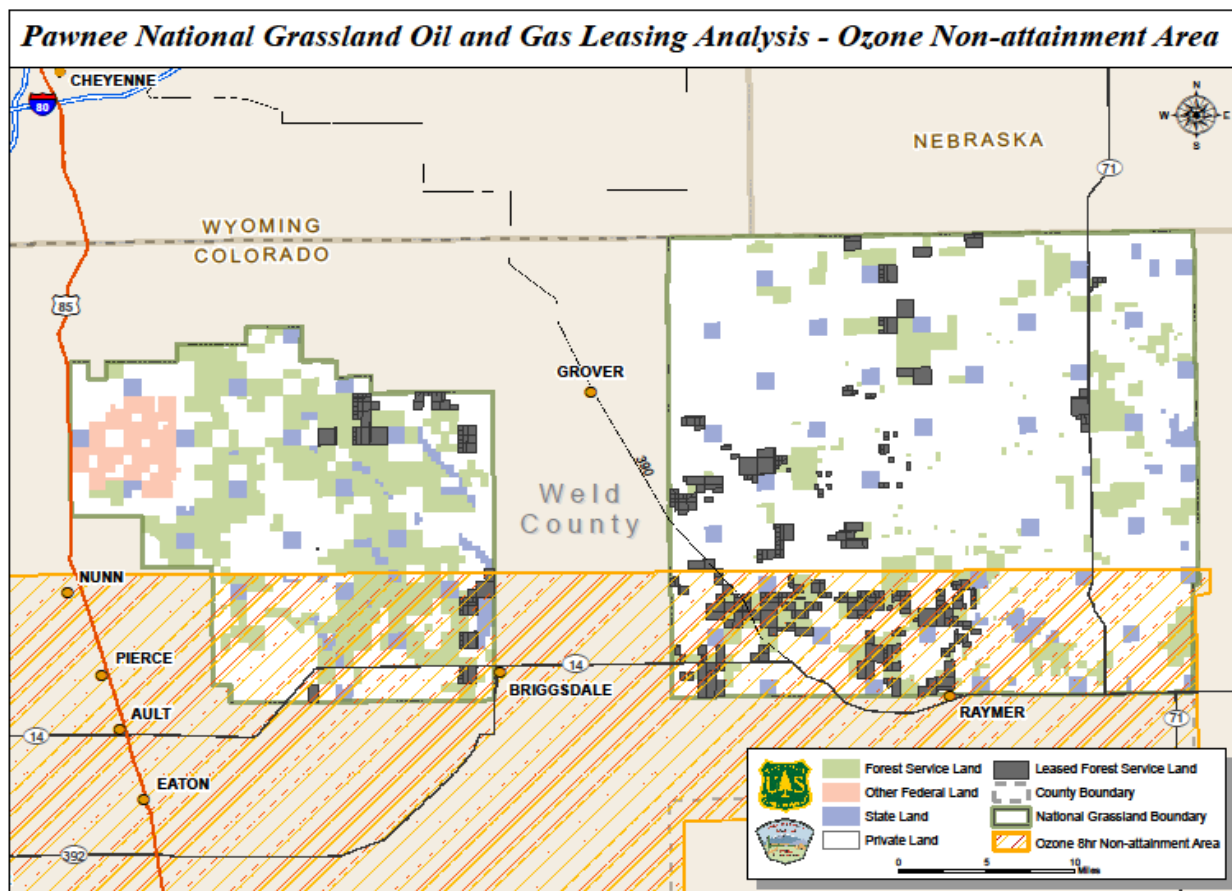 Pawnee National Grassland Oil and Gas Leasing Analysis - Ozone Non-attainment Area
CHEYENNE
80
N
W E
S
NEBRASKA
71
WYOMING
COLORADO
85
GROVER
390
Weld
County
NUNN
PIERCE
14
BRIGGSDALE
AULT
RAYMER
71
14
EATON
392
Forest Service Land
Other Federal Land
State Land
Private Land
Leased Forest Service Land
County Boundary
National Grassland Boundary
Ozone 8hr Non-attainment Area
0 5 10
Miles